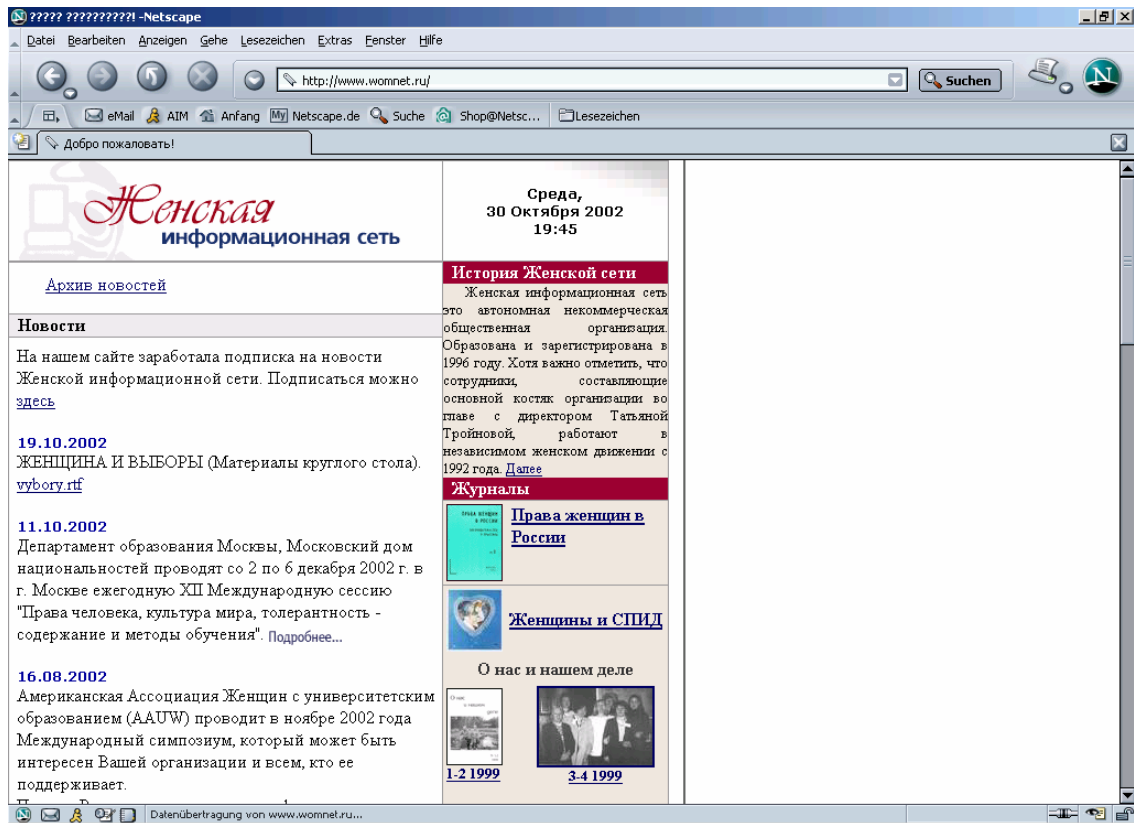 ????? ??????????! -Netscape
Datei Bearbeiten Anzeigen Gehe Lesezeichen Extras Fenster Hilfe
http://www.womnet.ru/ Suchen
eMail AIM Anfang My Netscape.de Suche Shop@Netsc... Lesezeichen
Добро пожаловать!
Женская
информационная сеть
Архив новостей
Новости
На нашем сайте заработала подписка на новости
Женской информационной сети. Подписаться можно
здесь
19.10.2002
ЖЕНЩИНА И ВЫБОРЫ (Материалы круглого стола).
vybory.rtf
11.10.2002
Департамент образования Москвы, Московский дом
национальностей проводят со 2 по 6 декабря 2002 г. в
г. Москве ежегодную XII Международную сессию
"Права человека, культура мира, толерантность -
содержание и методы обучения". Подробнее...
16.08.2002
Американская Ассоциация Женщин с университетским
образованием (AAUW) проводит в ноябре 2002 года
Международный симпозиум, который может быть
интересен Вашей организации и всем, кто ее
поддерживает.
Среда,
30 Октября 2002
19:45
История Женской сети
Женская информационная сеть
это автономная некоммерческая
общественная организация.
Образована и зарегистрирована в
1996 году. Хотя важно отметить, что
сотрудники, составляющие
основной костяк организации во
главе с директором Татьяной
Тройновой, работают в
независимом женском движении с
1992 года. Далее
Журналы
ПРАВА ЖЕНЩИН
В РОССИИ
Права женщин в
России
Женщины и СПИД
О нас и нашем деле
О нас
и нашем
деле
1-2 1999
3-4 1999
Datenübertragung von www.womnet.ru...